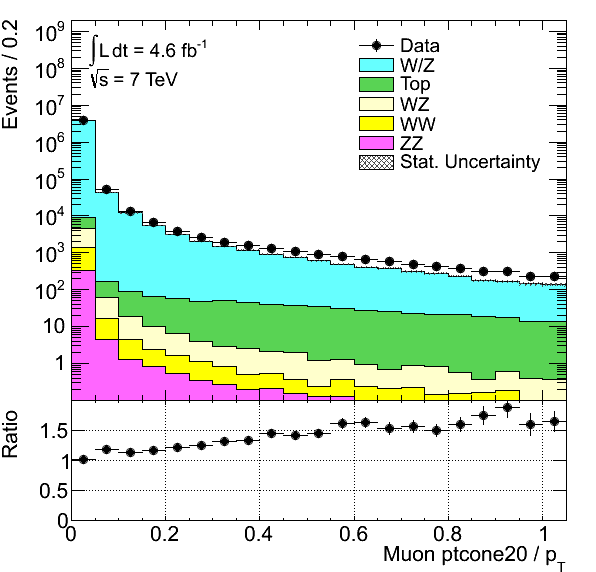 Events / 0.2
10⁹
10⁸
10⁷
10⁶
10⁵
10⁴
10³
10²
10
1
∫L dt = 4.6 fb⁻¹
√s = 7 TeV
Data
W/Z
Top
WZ
WW
ZZ
Stat. Uncertainty
Ratio
1.5
1
0.5
0
0 0.2 0.4 0.6 0.8 1
Muon ptcone20 / p_T